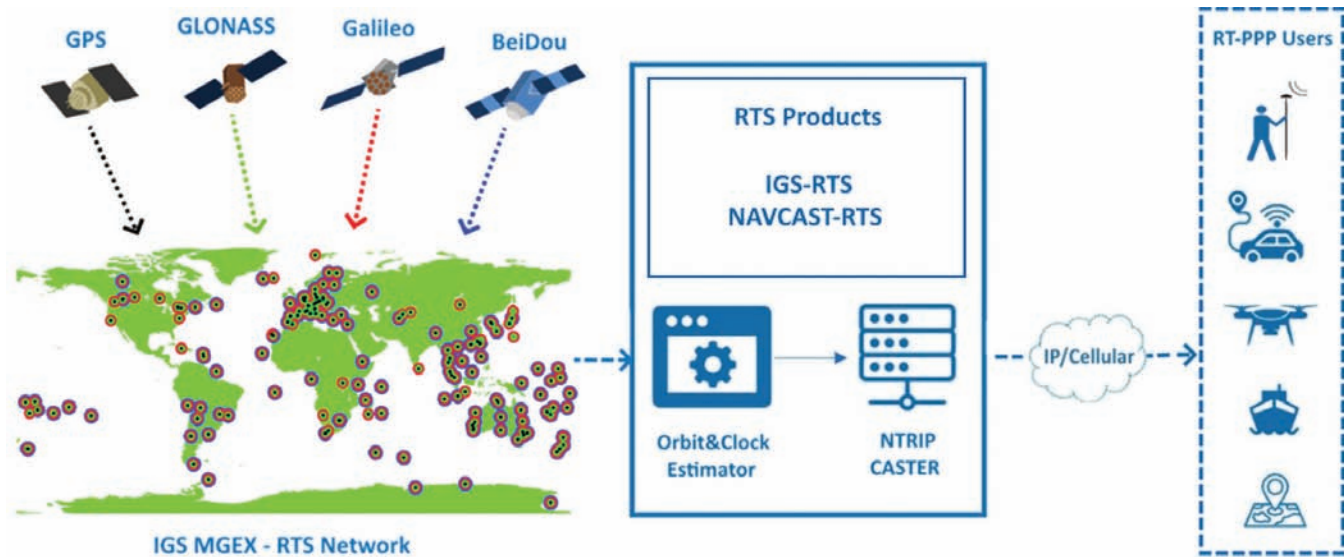 GPS
GLONASS
Galileo
BeiDou
IGS MGEX - RTS Network
RTS Products
IGS-RTS
NAVCAST-RTS
Orbit&Clock
Estimator
NTRIP
CASTER
IP/Cellular
RT-PPP Users